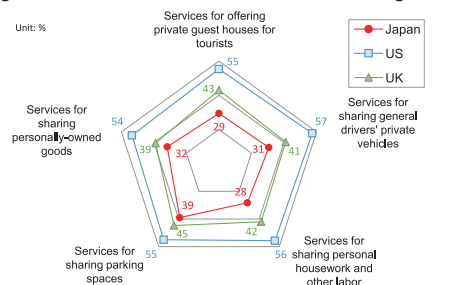 Unit: %
Services for offering
private guest houses for
tourists
Japan
US
UK
55
43
29
Services for
sharing general
drivers' private
vehicles
57
41
31
Services for
sharing personal
housework and
other labor
56
42
28
Services for
sharing parking
spaces
55
45
39
Services for
sharing
personally-owned
goods
54
39
32